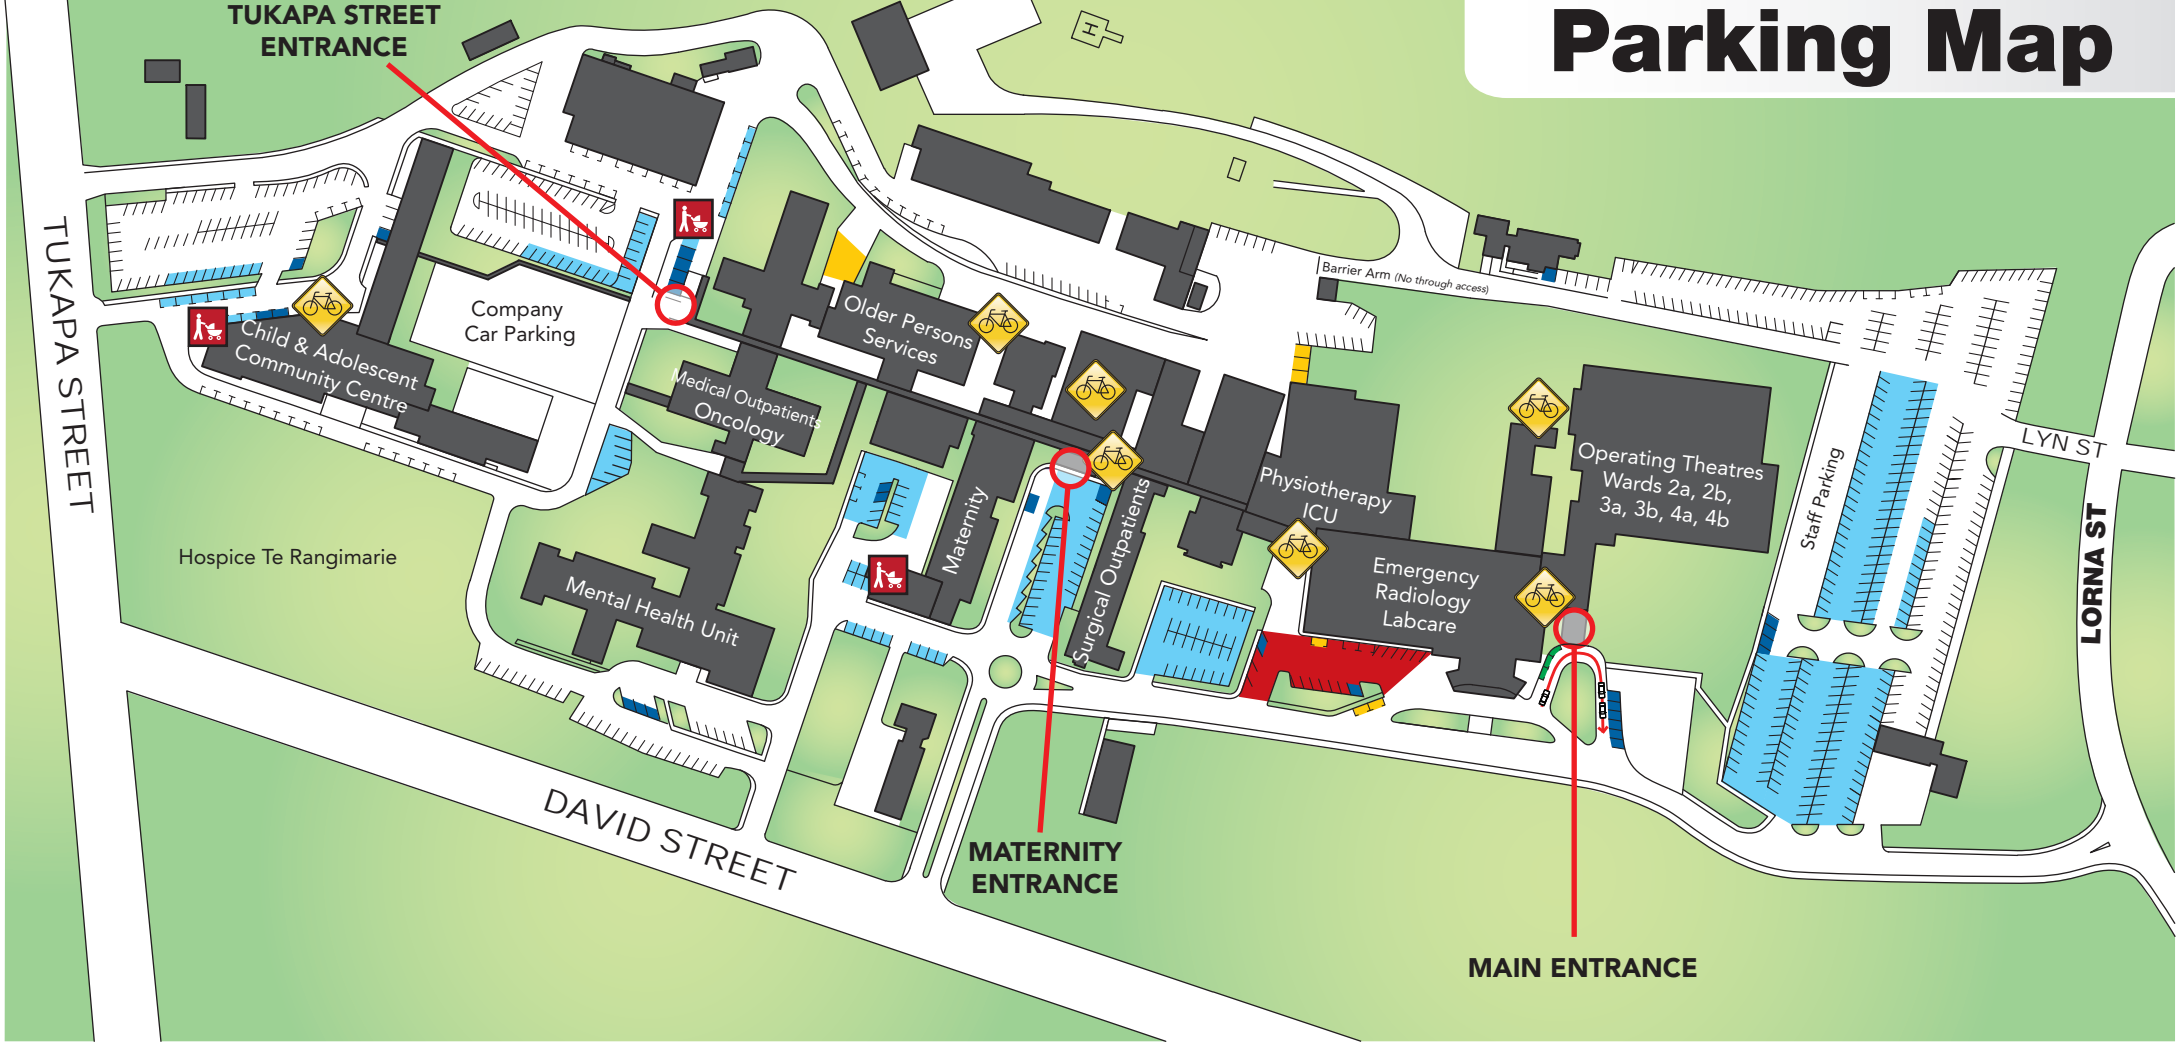 Parking Map
TUKAPA STREET
ENTRANCE
H
Barrier Arm (No through access)
TUKAPA STREET
Company
Car Parking
Child & Adolescent
Community Centre
Older Persons
Services
Medical Outpatients
Oncology
Maternity
Surgical Outpatients
Physiotherapy
ICU
Operating Theatres
Wards 2a, 2b,
3a, 3b, 4a, 4b
Staff Parking
LYN ST
LORNA ST
Hospice Te Rangimarie
Mental Health Unit
Emergency
Radiology
Labcare
DAVID STREET
MATERNITY
ENTRANCE
MAIN ENTRANCE